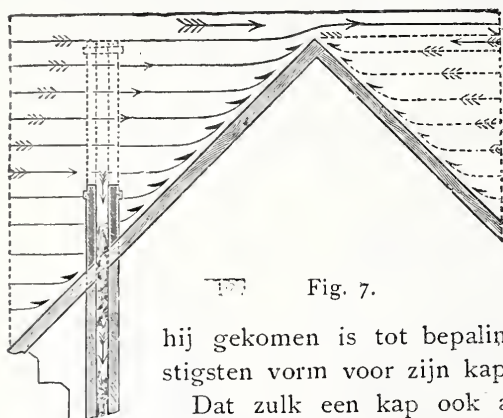 Fig. 7.
hij gekomen is tot bepalin
stigsten vorm voor zijn kap
Dat zulk een kap ook a